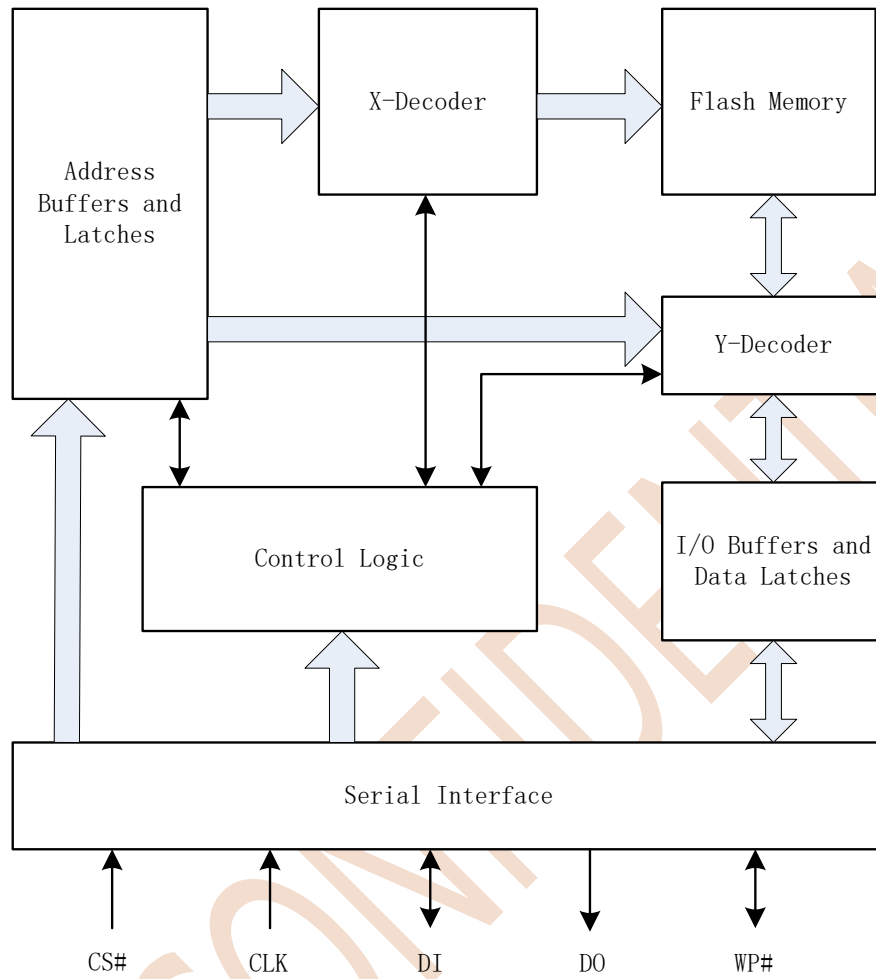 X-Decoder
Flash Memory
Address
Buffers and
Latches
Y-Decoder
Control Logic
I/O Buffers and
Data Latches
Serial Interface
CS#
CLK
DI
DO
WP#